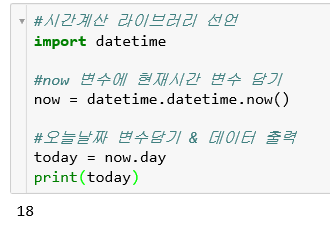 #시간계산 라이브러리 선언
import datetime
#now 변수에 현재시간 변수 담기
now = datetime.datetime.now()
#오늘날짜 변수담기 & 데이터 출력
today = now.day
print(today)
18